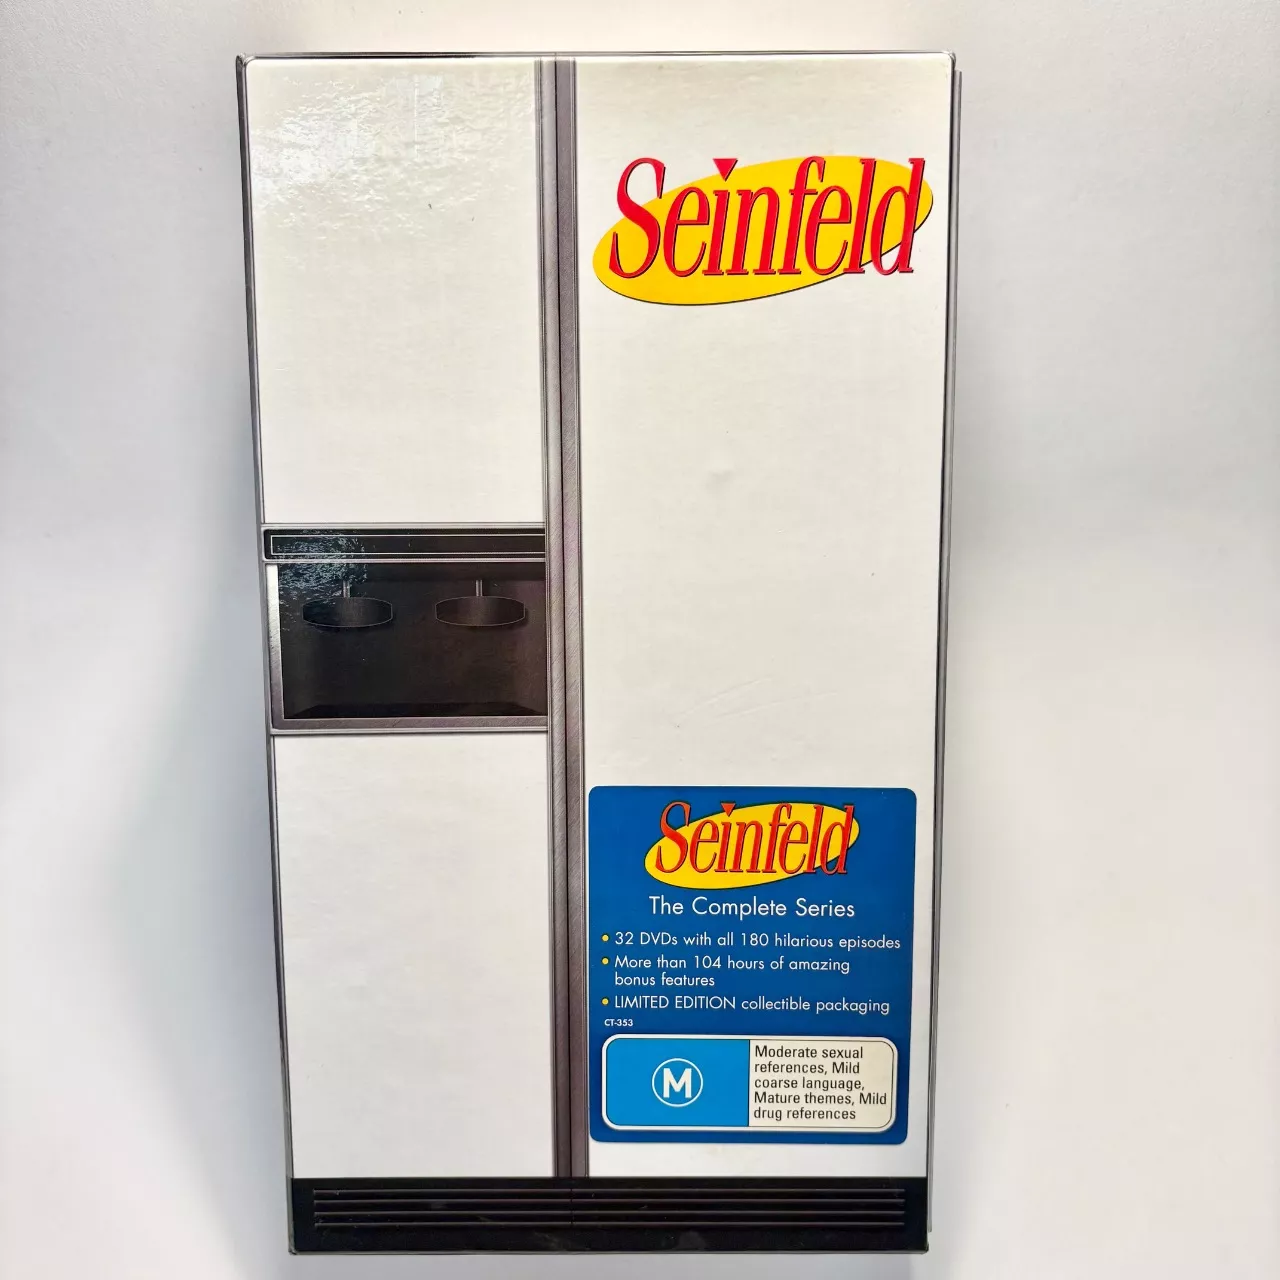 Seinfeld
Seinfeld
The Complete Series
• 32 DVDs with all 180 hilarious episodes
• More than 104 hours of amazing
bonus features
• LIMITED EDITION collectible packaging
CT-353
M
Moderate sexual
references, Mild
coarse language,
Mature themes, Mild
drug references